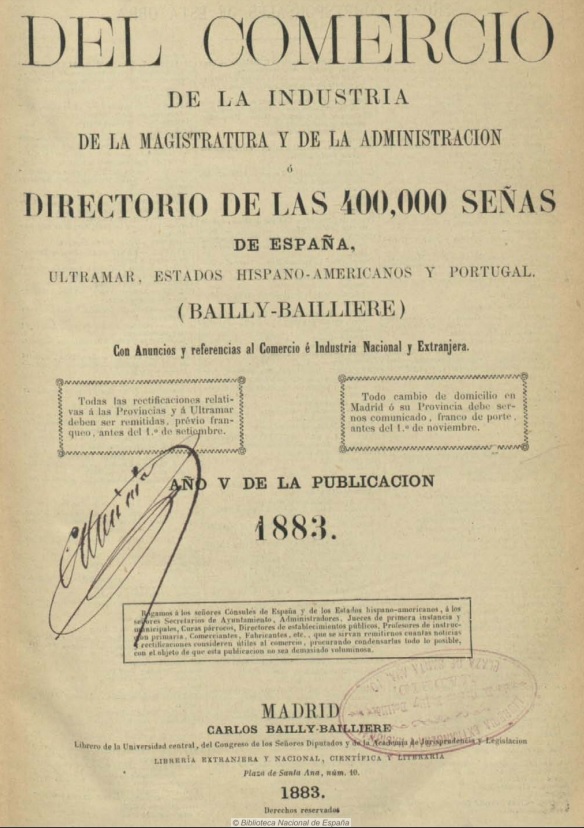 DEL COMERCIO
DE LA INDUSTRIA
DE LA MAGISTRATURA Y DE LA ADMINISTRACION
ó
DIRECTORIO DE LAS 400,000 SEÑAS
DE ESPAÑA,
ULTRAMAR, ESTADOS HISPANO-AMERICANOS Y PORTUGAL.
(BAILLY-BAILLIERE)
Con Anuncios y referencias al Comercio é Industria Nacional y Extranjera.
Todas las rectificaciones relati-
vas á las Provincias y á Ultramar
deben ser remitidas, prévio fran-
queo, antes del 1.º de setiembre.
Todo cambio de domicilio en
Madrid ó su Provincia debe ser-
nos comunicado, franco de porte,
antes del 1.º de noviembre.
AÑO V DE LA PUBLICACION
1883.
Rogamos á los señores Cónsules de España y de los Estados hispano-americanos, á los
señores Secretarios de Ayuntamiento, Administradores, Jueces de primera instancia y
municipales, Curas párrocos, Directores de establecimientos públicos, Profesores de instruc-
cion primaria, Comerciantes, Fabricantes, etc., que se sirvan remitirnos cuantas noticias
y rectificaciones consideren útiles al comercio, procurando condensarlas todo lo posible,
con el objeto de que esta publicacion no sea demasiado voluminosa.
MADRID
CARLOS BAILLY-BAILLIERE
Librero de la Universidad central, del Congreso de los Señores Diputados y de la Academia de Jurisprudencia y Legislacion
LIBRERÍA EXTRANJERA Y NACIONAL, CIENTÍFICA Y LITERARIA
Plaza de Santa Ana, núm. 10.
1883.
Derechos reservados
© Biblioteca Nacional de España